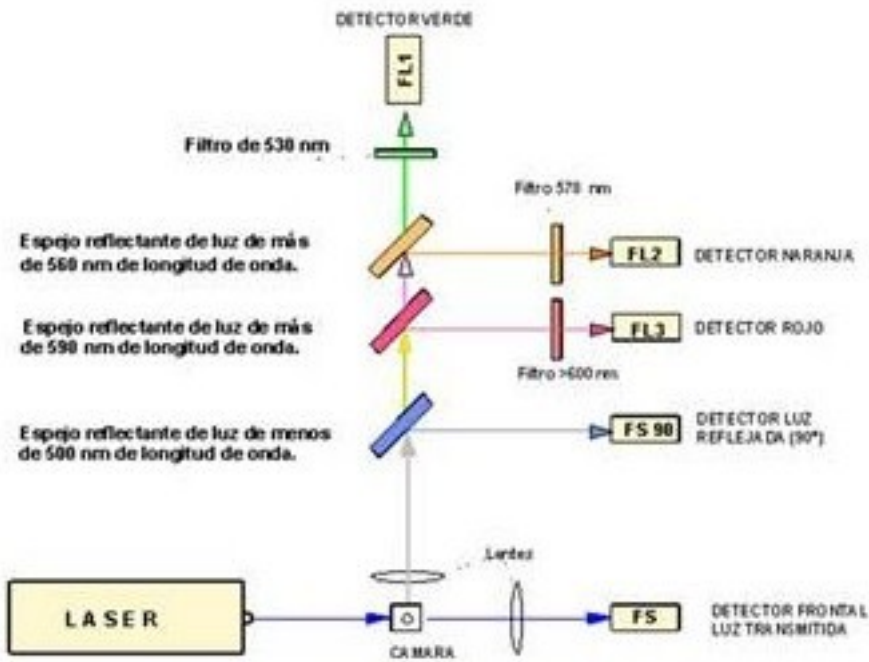 DETECTOR VERDE
FL1
Filtro de 530 nm
Filtro 570 nm
Espejo reflectante de luz de más
de 560 nm de longitud de onda.
FL2
DETECTOR NARANJA
Espejo reflectante de luz de más
de 590 nm de longitud de onda.
FL3
DETECTOR ROJO
Filtro >600 nm
Espejo reflectante de luz de menos
de 500 nm de longitud de onda.
FS 90
DETECTOR LUZ
REFLEJADA (90°)
Lentes
LASER
FS
DETECTOR FRONTAL
LUZ TRANSMITIDA
CAMARA